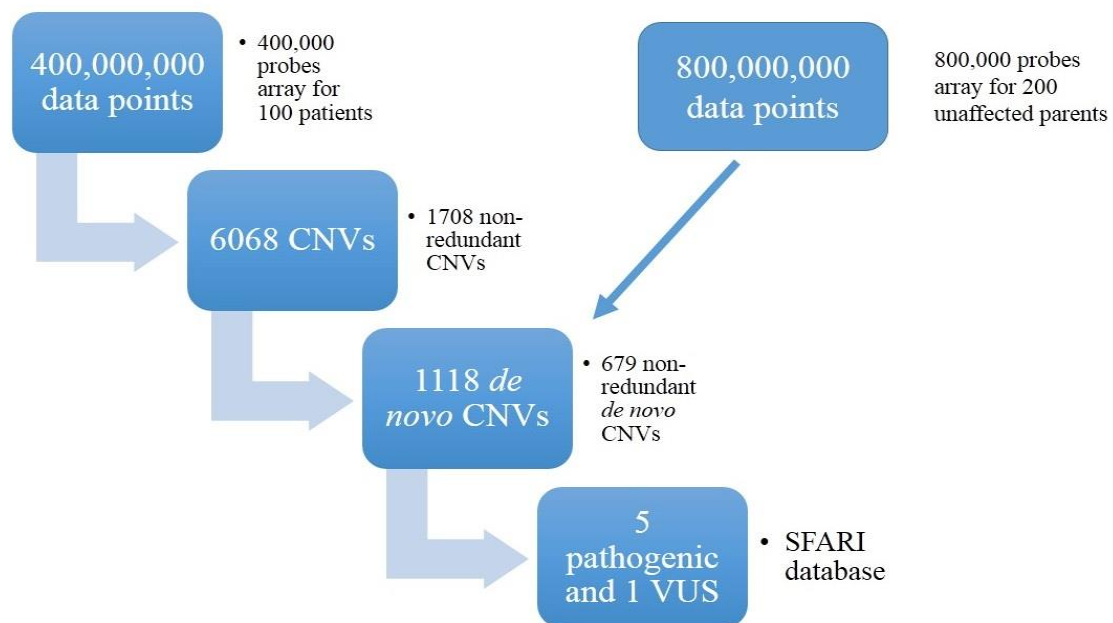 400,000,000
data points
• 400,000
probes
array for
100 patients
800,000,000
data points
800,000 probes
array for 200
unaffected parents
6068 CNVs
• 1708 non-
redundant
CNVs
1118 de
novo CNVs
• 679 non-
redundant
de novo
CNVs
5
pathogenic
and 1 VUS
• SFARI
database